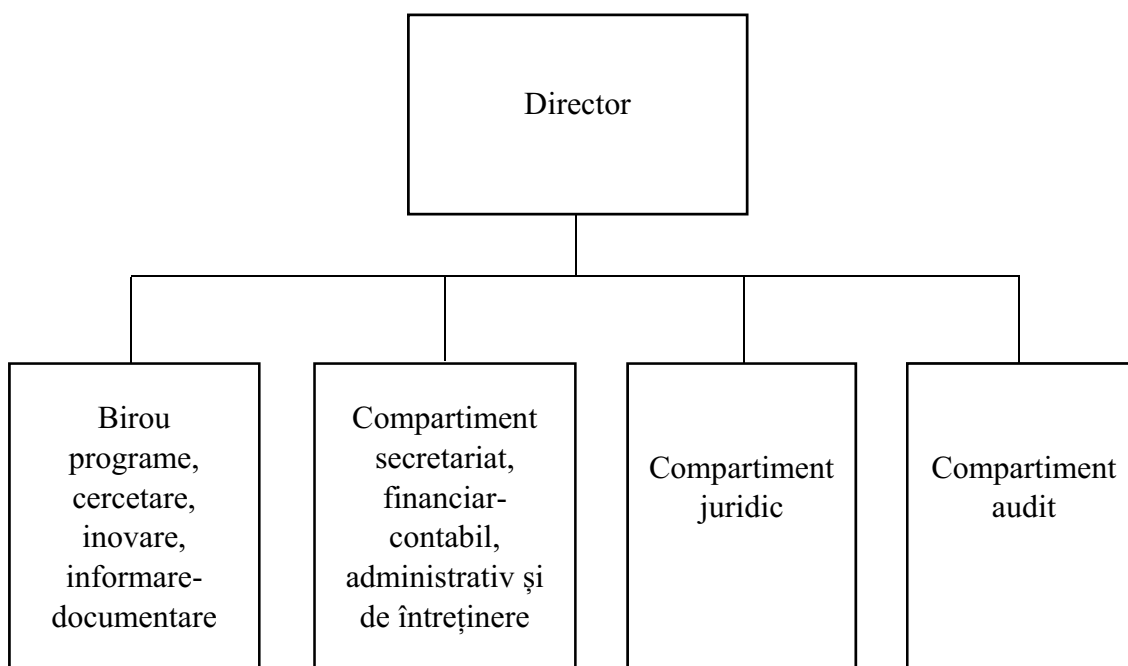 Director
Birou
programe,
cercetare,
inovare,
informare-
documentare
Compartiment
secretariat,
financiar-
contabil,
administrativ și
de întreținere
Compartiment
juridic
Compartiment
audit